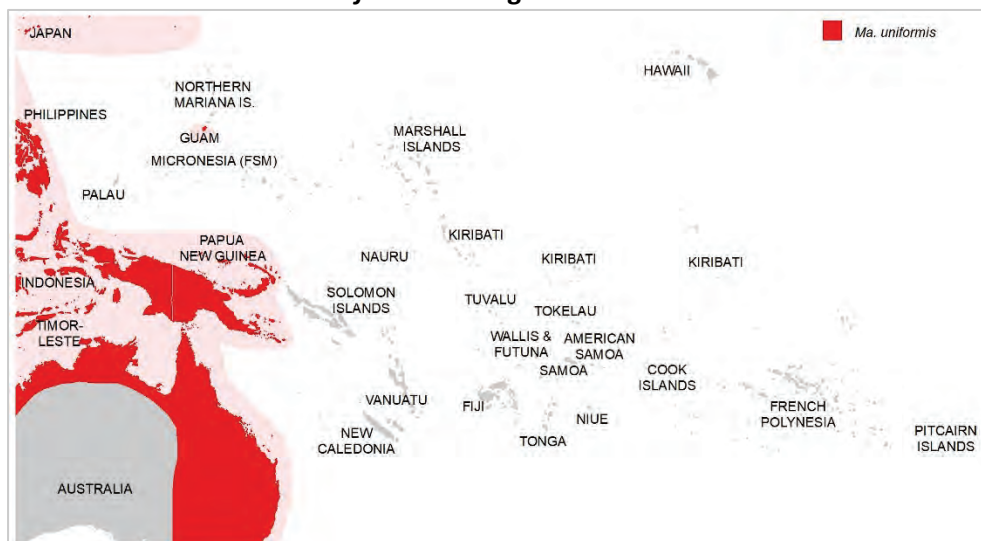 JAPAN
Ma. uniformis
HAWAII
NORTHERN
MARIANA IS.
PHILIPPINES
GUAM
MARSHALL
ISLANDS
MICRONESIA (FSM)
PALAU
KIRIBATI
PAPUA
NEW GUINEA
NAURU
KIRIBATI
KIRIBATI
INDONESIA
SOLOMON
ISLANDS
TUVALU
TOKELAU
TIMOR-
LESTE
WALLIS &
FUTUNA
AMERICAN
SAMOA
SAMOA
COOK
ISLANDS
VANUATU
FIJI
NIUE
FRENCH
POLYNESIA
NEW
CALEDONIA
TONGA
PITCAIRN
ISLANDS
AUSTRALIA